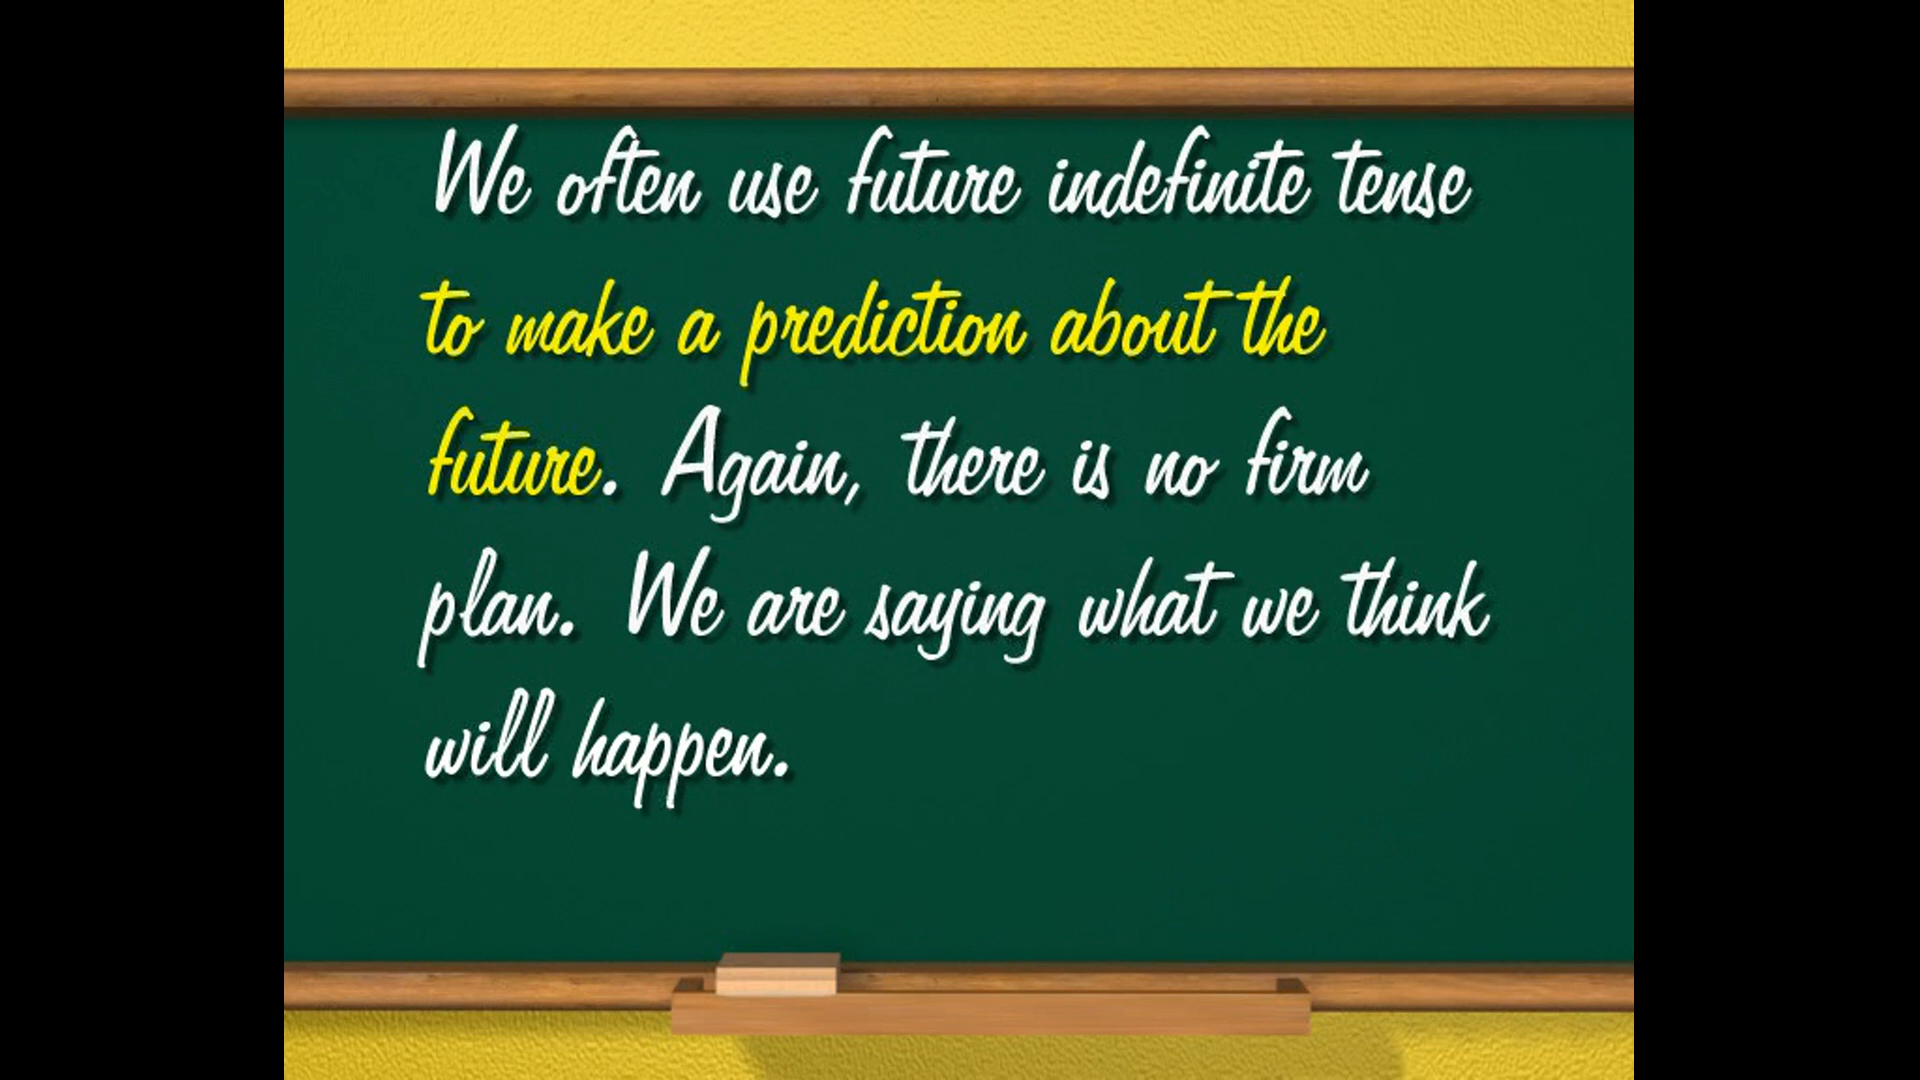 We often use future indefinite tense
to make a prediction about the
future. Again, there is no firm
plan. We are saying what we think
will happen.